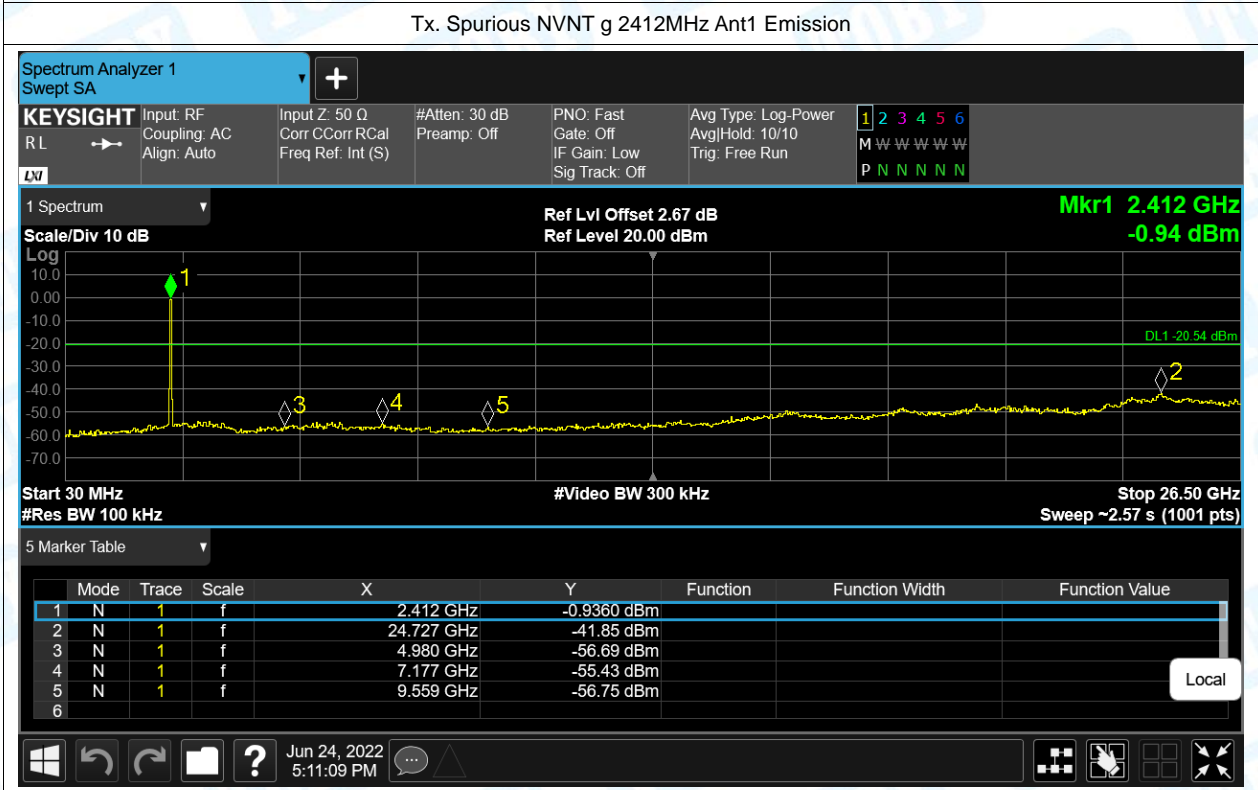 Tx. Spurious NVNT g 2412MHz Ant1 Emission
Spectrum Analyzer 1
Swept SA
KEYSIGHT Input: RF Input Z: 50 Ω #Atten: 30 dB PNO: Fast Avg Type: Log-Power 1 2 3 4 5 6
R L Coupling: AC Corr CCorr RCal Preamp: Off Gate: Off Avg|Hold: 10/10 M W W W W W
Align: Auto Freq Ref: Int (S) IF Gain: Low Trig: Free Run
LXI Sig Track: Off P N N N N N
1 Spectrum Ref Lvl Offset 2.67 dB Mkr1 2.412 GHz
Scale/Div 10 dB Ref Level 20.00 dBm -0.94 dBm
Log
10.0 1
0.00
-10.0
-20.0 DL1 -20.54 dBm
-30.0
-40.0 2
-50.0 3 4 5
-60.0
-70.0
Start 30 MHz #Video BW 300 kHz Stop 26.50 GHz
#Res BW 100 kHz Sweep ~2.57 s (1001 pts)
5 Marker Table
Mode Trace Scale X Y Function Function Width Function Value
1 N 1 f 2.412 GHz -0.9360 dBm
2 N 1 f 24.727 GHz -41.85 dBm
3 N 1 f 4.980 GHz -56.69 dBm
4 N 1 f 7.177 GHz -55.43 dBm
5 N 1 f 9.559 GHz -56.75 dBm
6
Local
? Jun 24, 2022
5:11:09 PM